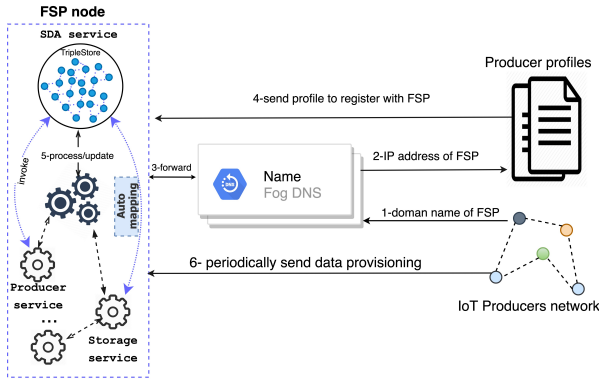 FSP node
SDA service
TripleStore
Producer profiles
4-send profile to register with FSP
5-process/update
invoke
3-forward
2-IP address of FSP
DNS
Name
Fog DNS
Auto
mapping
1-doman name of FSP
6- periodically send data provisioning
Producer
service
...
Storage
service
IoT Producers network